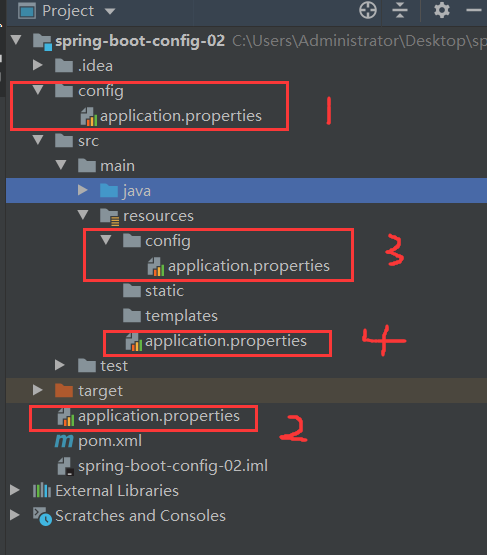 Project
spring-boot-config-02 C:\Users\Administrator\Desktop\sp
.idea
config
application.properties
1
src
main
java
resources
config
3
application.properties
static
templates
application.properties
4
test
target
application.properties
2
pom.xml
spring-boot-config-02.iml
External Libraries
Scratches and Consoles